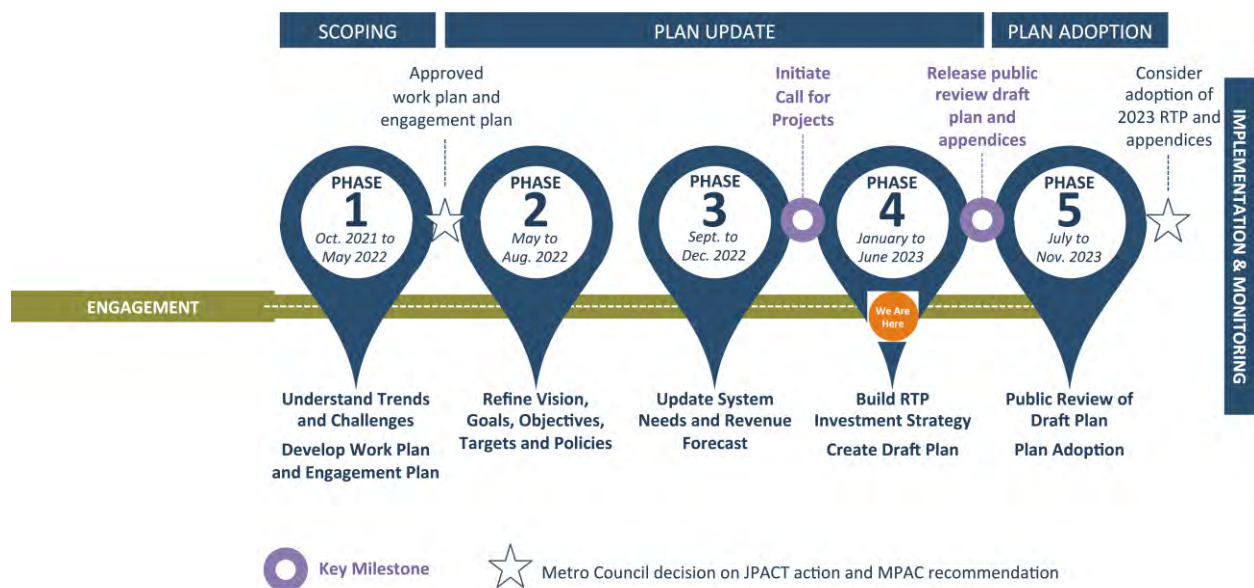 SCOPING
PLAN UPDATE
PLAN ADOPTION
Approved
work plan and
engagement plan
Initiate
Call for
Projects
Release public
review draft
plan and
appendices
Consider
adoption of
2023 RTP and
appendices
PHASE
1
Oct. 2021 to
May 2022
PHASE
2
May to
Aug. 2022
PHASE
3
Sept. to
Dec. 2022
PHASE
4
January to
June 2023
PHASE
5
July to
Nov. 2023
IMPLEMENTATION & MONITORING
ENGAGEMENT
We Are
Here
Understand Trends
and Challenges
Develop Work Plan
and Engagement Plan
Refine Vision,
Goals, Objectives,
Targets and Policies
Update System
Needs and Revenue
Forecast
Build RTP
Investment Strategy
Create Draft Plan
Public Review of
Draft Plan
Plan Adoption
Key Milestone
Metro Council decision on JPACT action and MPAC recommendation